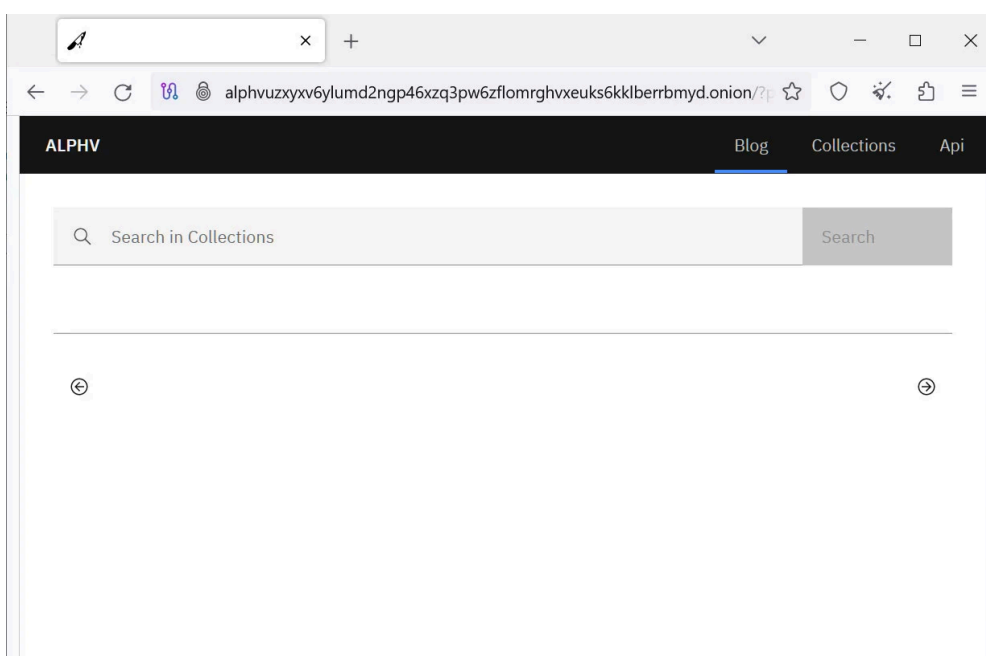 alphvuzxyxv6ylumd2ngp46xzq3pw6zflomrghvxeuks6kklberrbmyd.onion/?p
ALPHV Blog Collections Api
Search in Collections Search